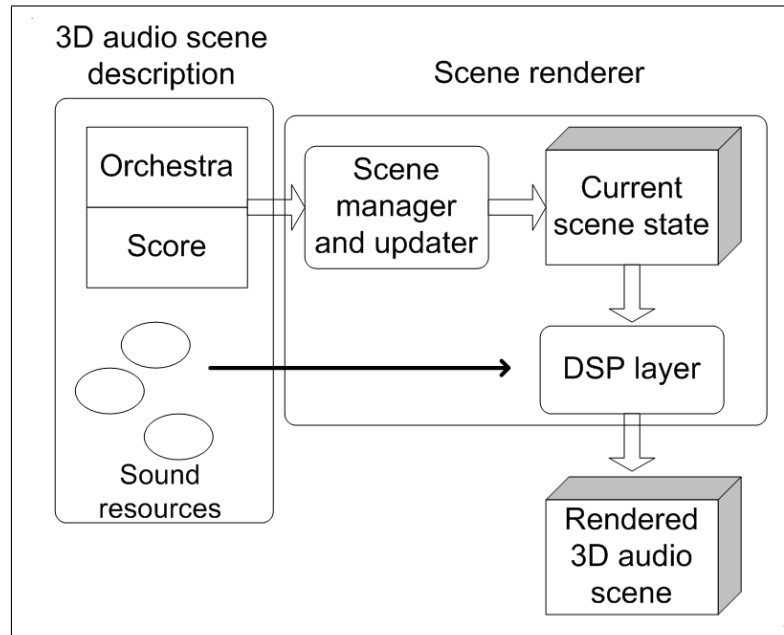 3D audio scene
description
Scene renderer
Orchestra
Score
Scene
manager
and updater
Current
scene state
DSP layer
Sound
resources
Rendered
3D audio
scene